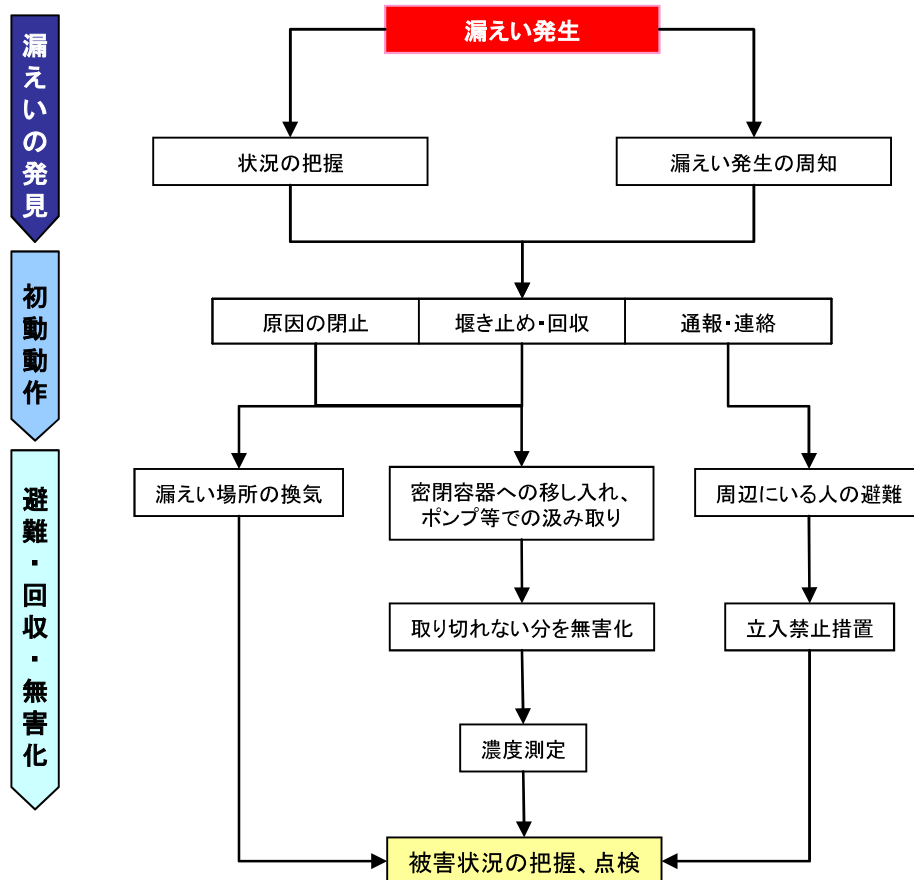 漏えいの発見
漏えい発生
状況の把握
漏えい発生の周知
初動動作
原因の閉止
堰き止め・回収
通報・連絡
避難・回収・無害化
漏えい場所の換気
密閉容器への移し入れ、
ポンプ等での汲み取り
周辺にいる人の避難
取り切れない分を無害化
立入禁止措置
濃度測定
被害状況の把握、点検